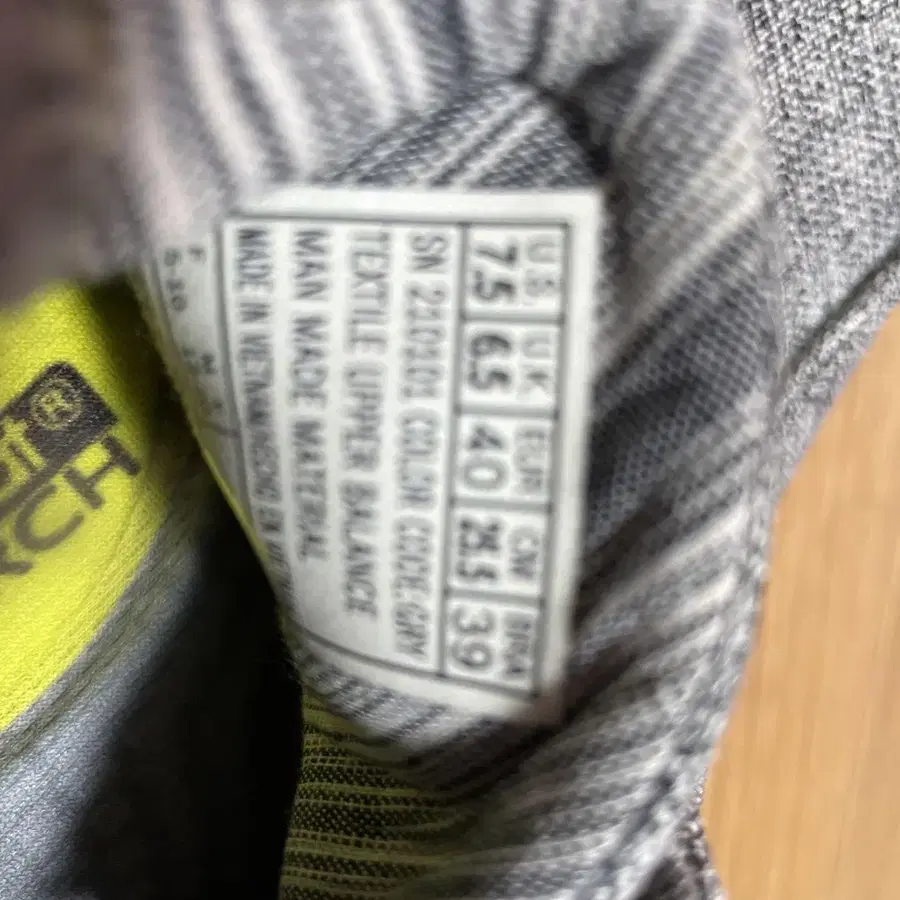 US UK EUR CM BRA
7.5 6.5 40 25.5 39
SN 210101 COLOR CODE:GRY
TEXTILE UPPER BALANCE
MAN MADE MATERIAL
MADE IN VIETNAM
®